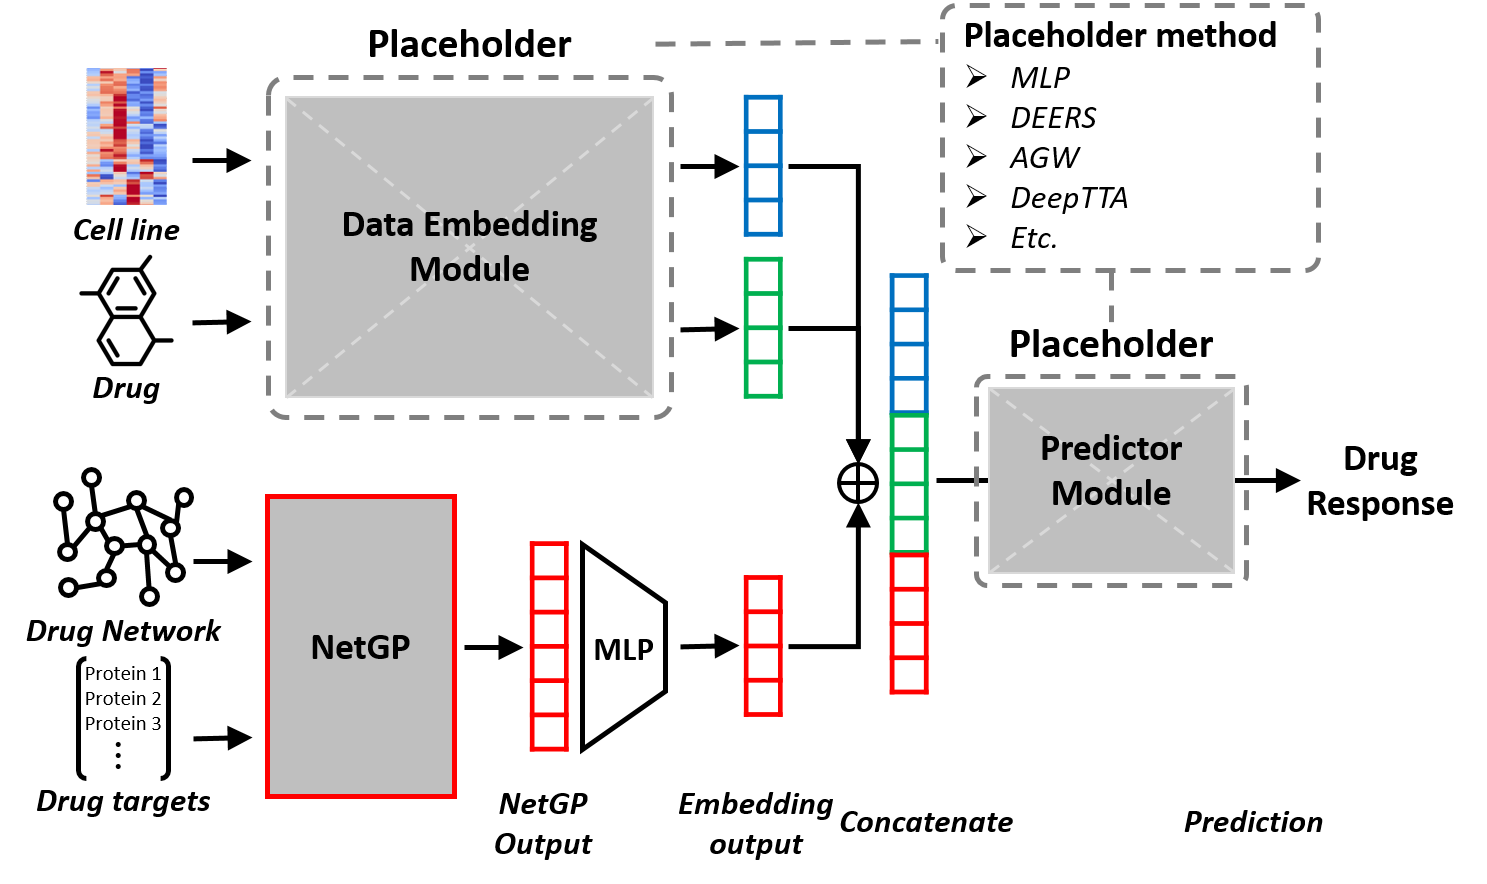 Placeholder
Cell line
Drug
Data Embedding
Module
Placeholder method
MLP
DEERS
AGW
DeepTTA
Etc.
Placeholder
Predictor
Module
Drug
Response
Drug Network
Protein 1
Protein 2
Protein 3
Drug targets
NetGP
MLP
NetGP
Output
Embedding
output
Concatenate
Prediction